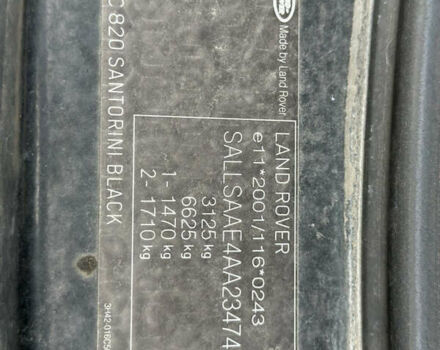 Made by Land Rover
LAND ROVER
e11*2001/116*0243
SALLSAAE4AA23474
3125 kg
6625 kg
1- 1470 kg
2- 1710 kg
C 820 SANTORINI BLACK